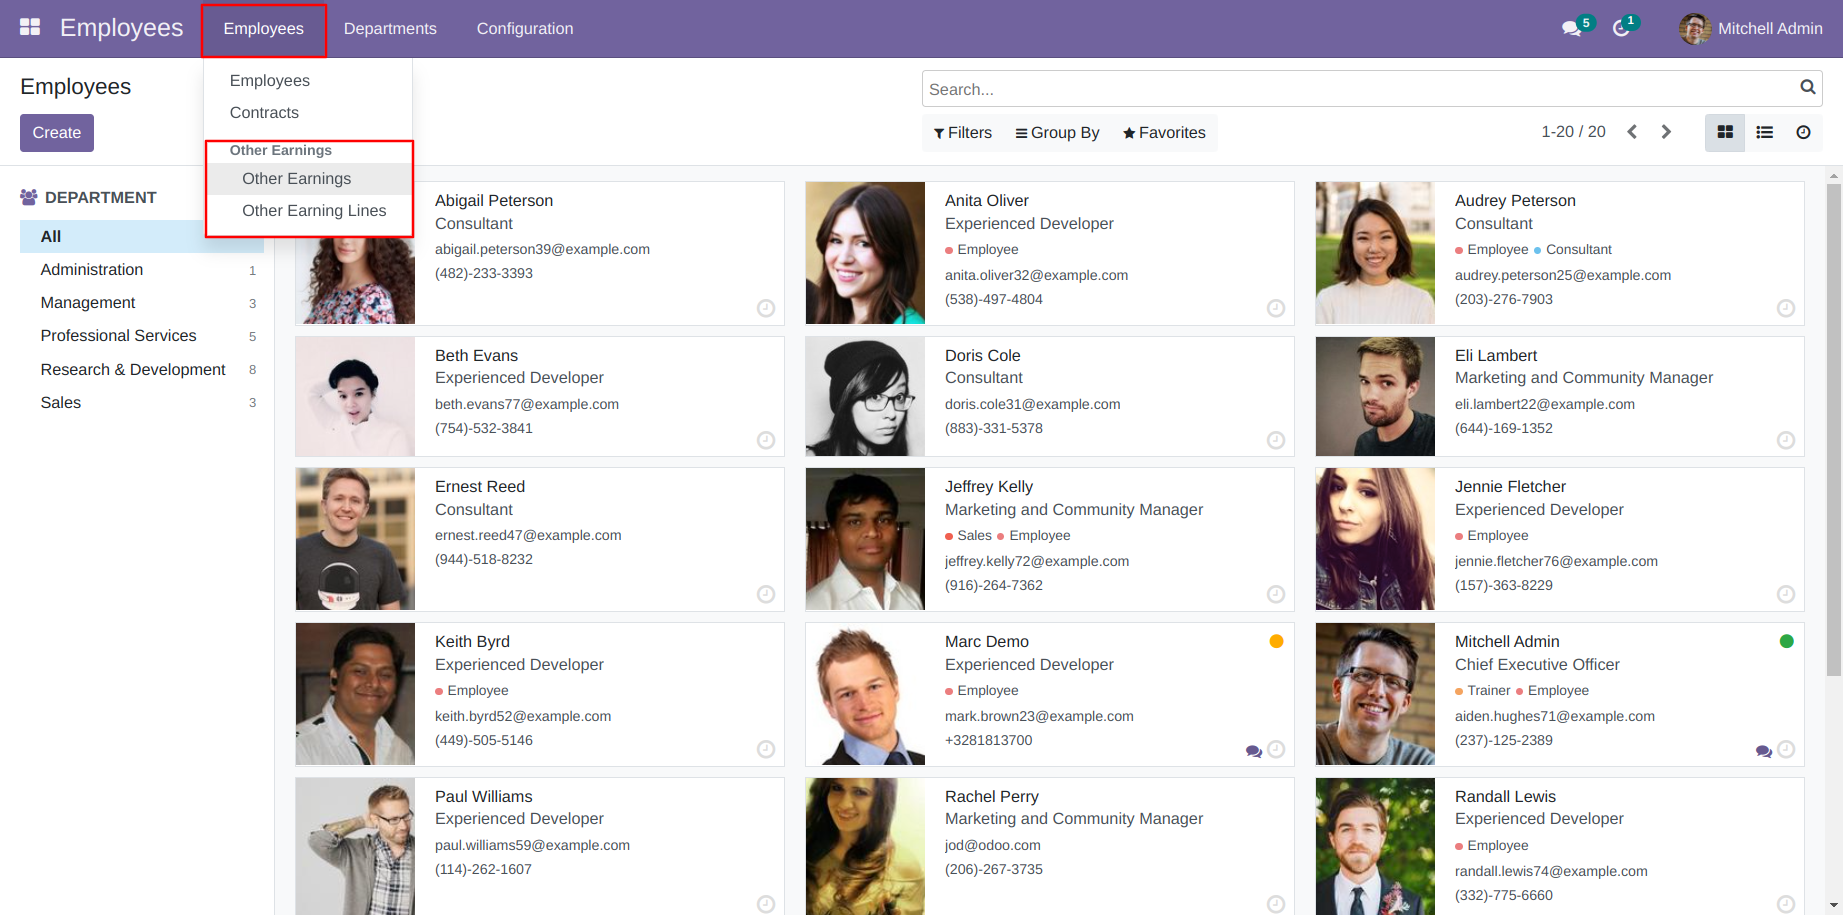 Employees
Employees
Departments
Configuration
5
1
Mitchell Admin
Employees
Create
Employees
Contracts
Other Earnings
Other Earnings
Other Earning Lines
Search...
Filters
Group By
Favorites
1-20 / 20
DEPARTMENT
All
Administration 1
Management 3
Professional Services 5
Research & Development 8
Sales 3
Abigail Peterson
Consultant
abigail.peterson39@example.com
(482)-233-3393
Anita Oliver
Experienced Developer
Employee
anita.oliver32@example.com
(538)-497-4804
Audrey Peterson
Consultant
Employee Consultant
audrey.peterson25@example.com
(203)-276-7903
Beth Evans
Experienced Developer
beth.evans77@example.com
(754)-532-3841
Doris Cole
Consultant
doris.cole31@example.com
(883)-331-5378
Eli Lambert
Marketing and Community Manager
eli.lambert22@example.com
(644)-169-1352
Ernest Reed
Consultant
ernest.reed47@example.com
(944)-518-8232
Jeffrey Kelly
Marketing and Community Manager
Sales Employee
jeffrey.kelly72@example.com
(916)-264-7362
Jennie Fletcher
Experienced Developer
Employee
jennie.fletcher76@example.com
(157)-363-8229
Keith Byrd
Experienced Developer
Employee
keith.byrd52@example.com
(449)-505-5146
Marc Demo
Experienced Developer
Employee
mark.brown23@example.com
+3281813700
Mitchell Admin
Chief Executive Officer
Trainer Employee
aiden.hughes71@example.com
(237)-125-2389
Paul Williams
Experienced Developer
paul.williams59@example.com
(114)-262-1607
Rachel Perry
Marketing and Community Manager
jod@odoo.com
(206)-267-3735
Randall Lewis
Experienced Developer
Employee
randall.lewis74@example.com
(332)-775-6660